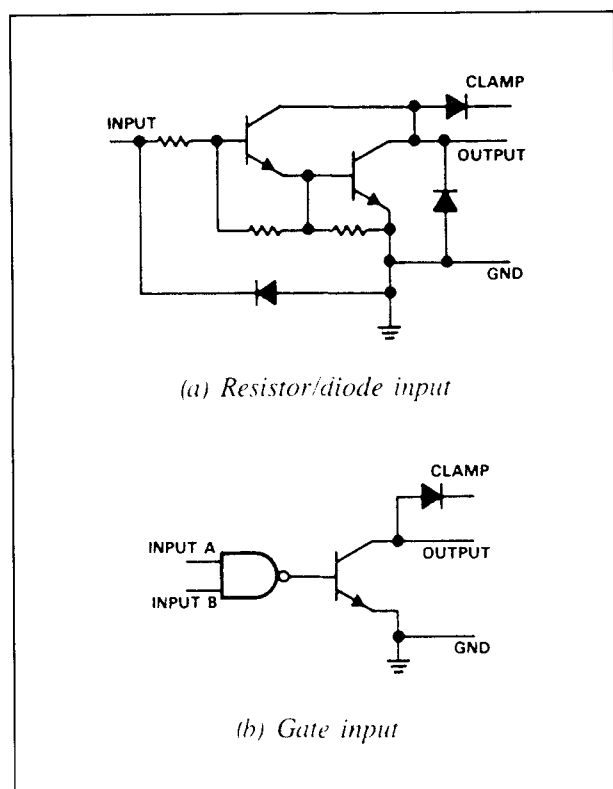 CLAMP
INPUT
OUTPUT
GND
(a) Resistor/diode input
CLAMP
INPUT A
OUTPUT
INPUT B
GND
(b) Gate input